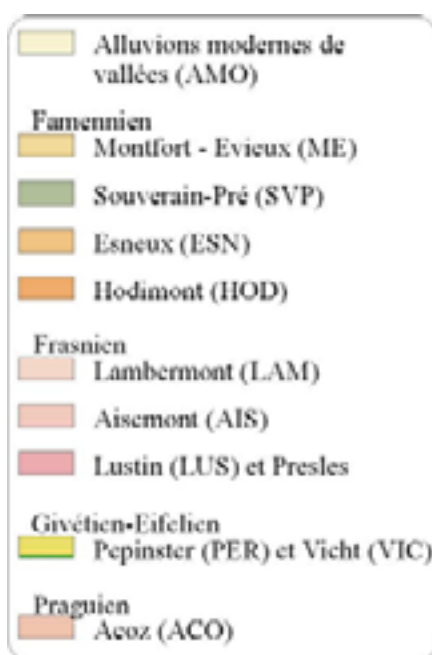 Alluvions modernes de
vallées (AMO)
Famennien
Montfort - Evieux (ME)
Souverain-Pré (SVP)
Esneux (ESN)
Hodimont (HOD)
Frasnien
Lambermont (LAM)
Aisemont (AIS)
Lustin (LUS) et Presles
Givétien-Eifelien
Pepinster (PER) et Vicht (VIC)
Praguien
Acoz (ACO)